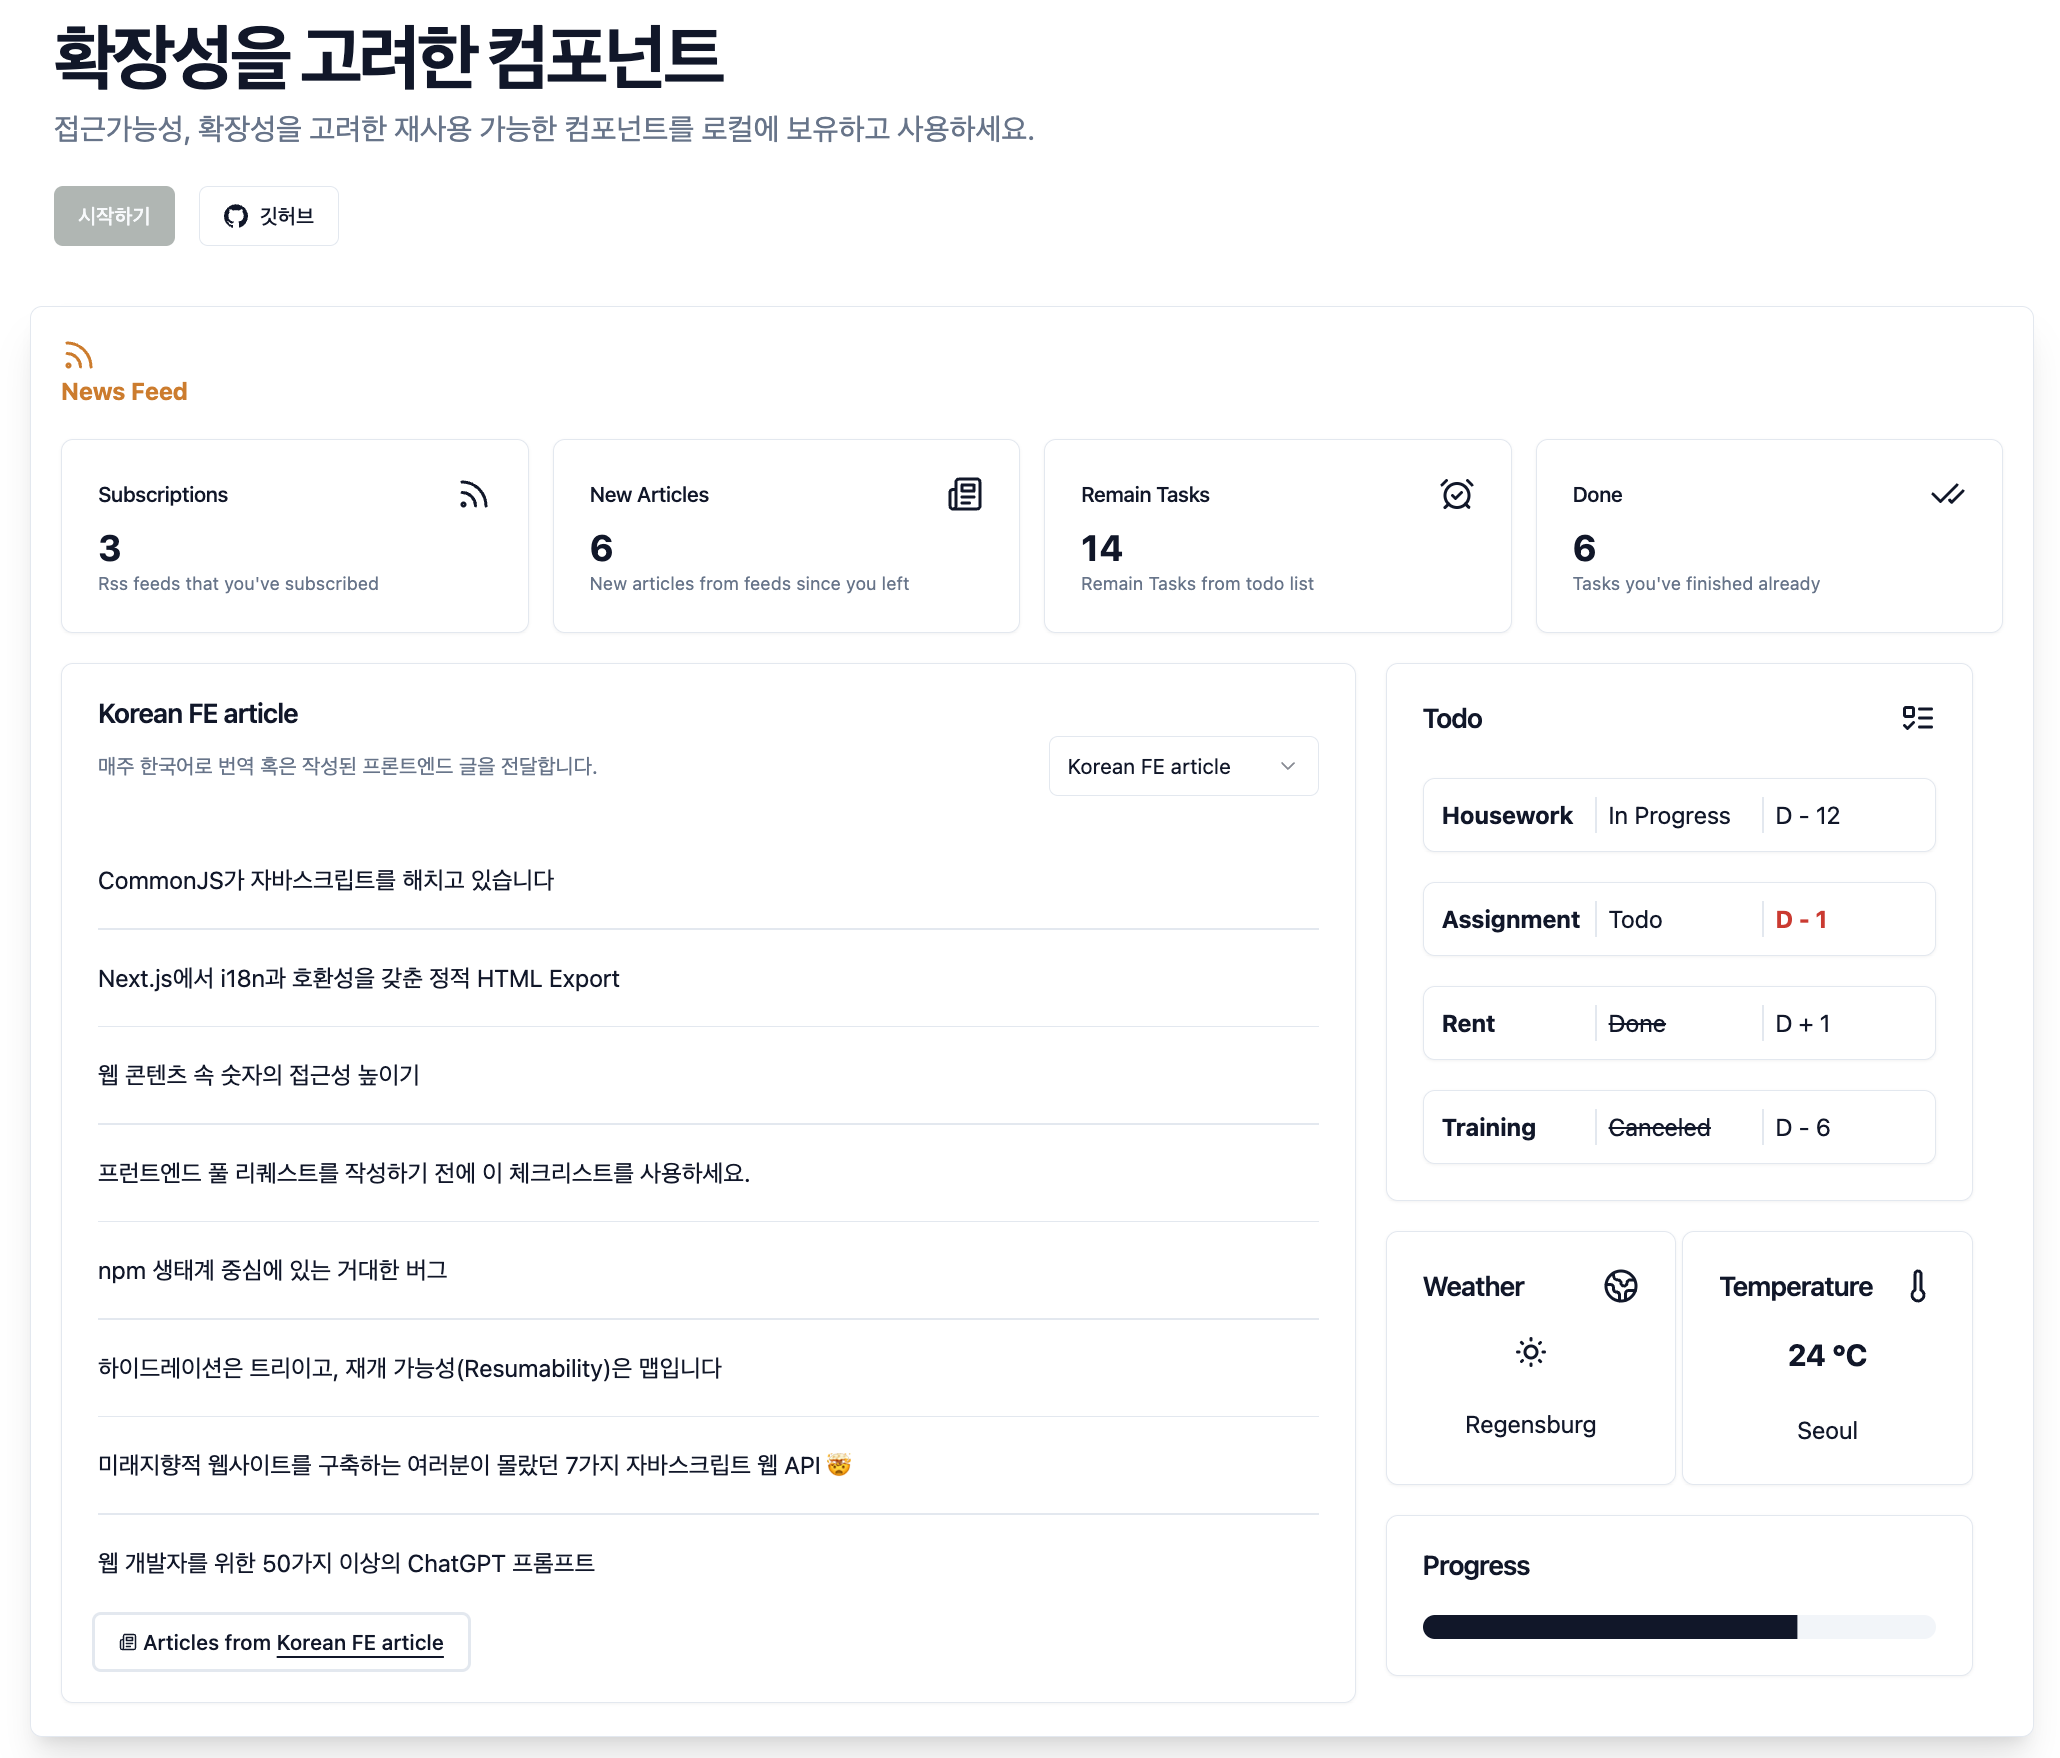 확장성을 고려한 컴포넌트
접근가능성, 확장성을 고려한 재사용 가능한 컴포넌트를 로컬에 보유하고 사용하세요.
시작하기
깃허브
News Feed
Subscriptions
3
Rss feeds that you've subscribed
New Articles
6
New articles from feeds since you left
Remain Tasks
14
Remain Tasks from todo list
Done
6
Tasks you've finished already
Korean FE article
매주 한국어로 번역 혹은 작성된 프론트엔드 글을 전달합니다.
Korean FE article
CommonJS가 자바스크립트를 해치고 있습니다
Next.js에서 i18n과 호환성을 갖춘 정적 HTML Export
웹 콘텐츠 속 숫자의 접근성 높이기
프런트엔드 풀 리퀘스트를 작성하기 전에 이 체크리스트를 사용하세요.
npm 생태계 중심에 있는 거대한 버그
하이드레이션은 트리이고, 재개 가능성(Resumability)은 맵입니다
미래지향적 웹사이트를 구축하는 여러분이 몰랐던 7가지 자바스크립트 웹 API 🤯
웹 개발자를 위한 50가지 이상의 ChatGPT 프롬프트
Articles from Korean FE article
Todo
Housework In Progress D - 12
Assignment Todo D - 1
Rent Done D + 1
Training Canceled D - 6
Weather
Regensburg
Temperature
24 °C
Seoul
Progress